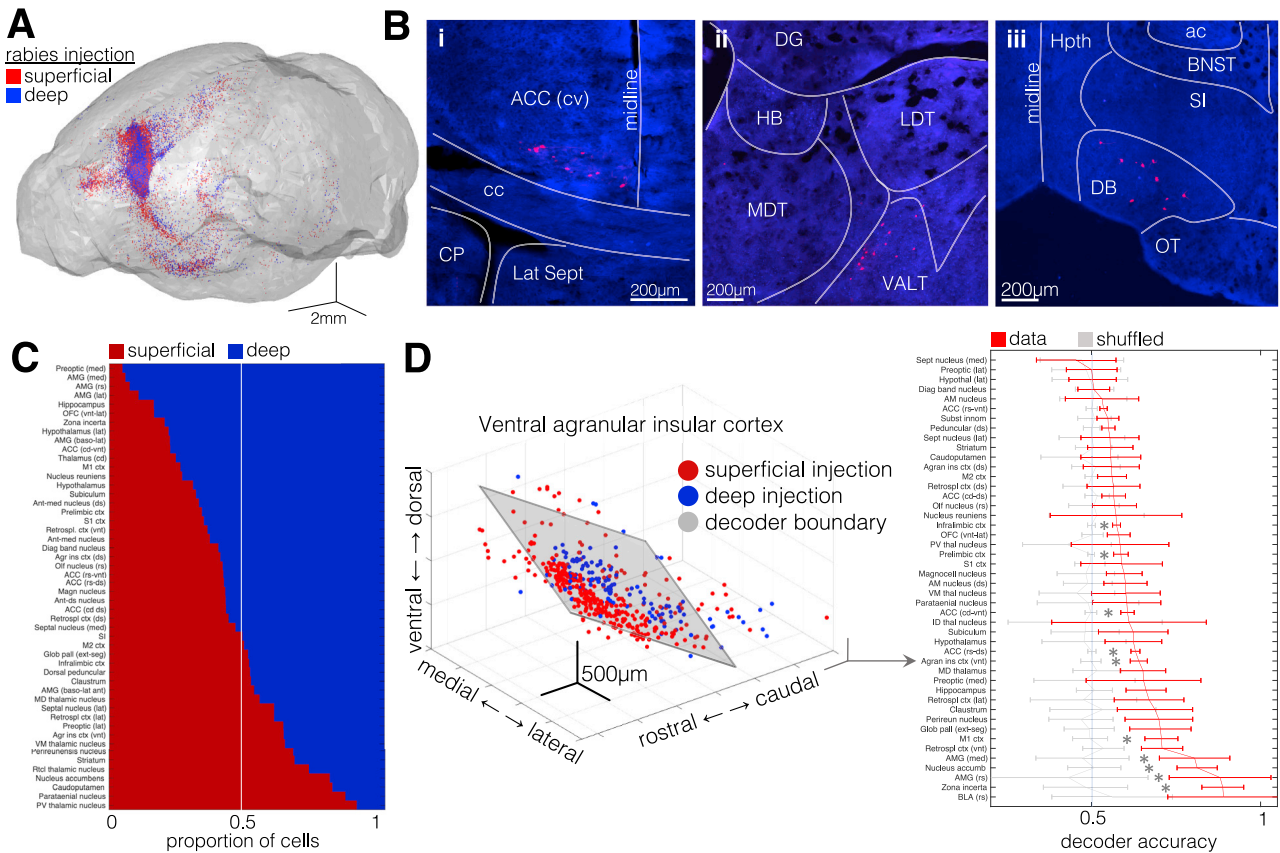 A
rabies injection
superficial
deep
2mm
B
i
ACC (cv)
midline
cc
CP
Lat Sept
200µm
ii
DG
HB
LDT
MDT
VALT
200µm
iii
Hpth
ac
BNST
midline
SI
DB
OT
200µm
C
superficial
deep
Preoptic (med)
AMG (med)
AMG (rs)
AMG (lat)
Hippocampus
OFC (vnt-lat)
Zona incerta
Hypothalamus (lat)
AMG (baso-lat)
ACC (cd-vnt)
Thalamus (cd)
M1 ctx
Nucleus reuniens
Hypothalamus
Subiculum
Ant-med nucleus (ds)
Prelimbic ctx
S1 ctx
Retrospl ctx (vnt)
Ant-med nucleus
Diag band nucleus
Agr ins ctx (ds)
Olf nucleus (rs)
ACC (rs-vnt)
ACC (rs-ds)
Magn nucleus
Ant-ds nucleus
ACC (cd ds)
Retrospl ctx (ds)
Septal nucleus (med)
SI
M2 ctx
Glob pall (ext-seg)
Infralimbic ctx
Dorsal peduncular
Claustrum
AMG (baso-lat ant)
MD thalamic nucleus
Septal nucleus (lat)
Retrospl ctx (lat)
Preoptic (lat)
Agr ins ctx (vnt)
VM thalamic nucleus
Perireunensis nucleus
Striatum
Rtcl thalamic nucleus
Nucleus accumbens
Caudoputamen
Parataenial nucleus
PV thalamic nucleus
0
0.5
1
proportion of cells
D
Ventral agranular insular cortex
superficial injection
deep injection
decoder boundary
ventral ←→ dorsal
medial ←→ lateral
rostral ←→ caudal
500µm
data
shuffled
Sept nucleus (med)
Preoptic (lat)
Hypothal (lat)
Diag band nucleus
AM nucleus
ACC (rs-vnt)
Subst innom
Peduncular (ds)
Sept nucleus (lat)
Striatum
Caudoputamen
Agran ins ctx (ds)
M2 ctx
Retrospl ctx (ds)
ACC (cd-ds)
Olf nucleus (rs)
Nucleus reuniens
Infralimbic ctx
OFC (vnt-lat)
PV thal nucleus
Prelimbic ctx
S1 ctx
Magnocell nucleus
AM nucleus (ds)
VM thal nucleus
Parataenial nucleus
ACC (cd-vnt)
ID thal nucleus
Subiculum
Hypothalamus
ACC (rs-ds)
Agran ins ctx (vnt)
MD thalamus
Preoptic (med)
Hippocampus
Retrospl ctx (lat)
Claustrum
Perireun nucleus
Glob pall (ext-seg)
M1 ctx
Retrospl ctx (vnt)
AMG (med)
Nucleus accumb
AMG (rs)
Zona incerta
BLA (rs)
0.5
1
decoder accuracy